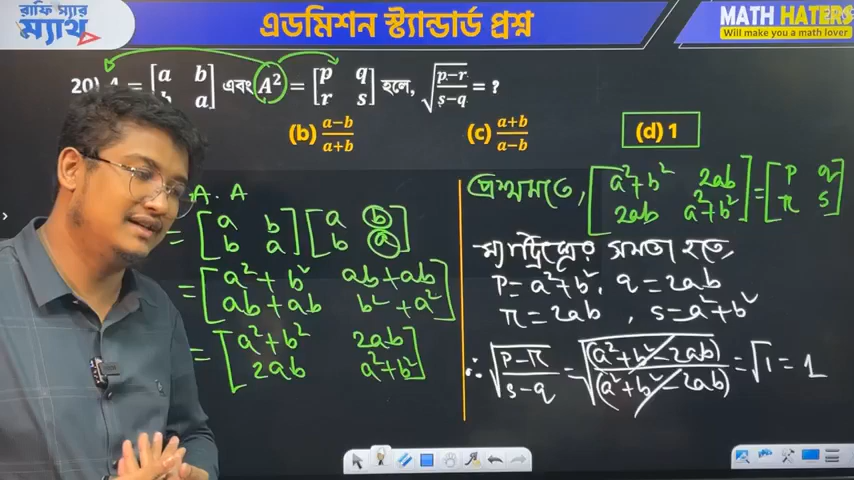 রাফি স্যার
ম্যাথ
এডমিশন স্ট্যান্ডার্ড প্রশ্ন
MATH HATERS
Will make you a math lover
20) A = [a b; b a] এবং A² = [p q; r s] হলে, √((p−r)/(s−q)) = ?
(b) (a−b)/(a+b)
(c) (a+b)/(a−b)
(d) 1
A. A
= [a b; b a] [a b; b a]
= [a²+b² ab+ab; ab+ab b²+a²]
= [a²+b² 2ab; 2ab a²+b²]
প্রশ্নমতে, [a²+b² 2ab; 2ab a²+b²] = [p q; r s]
ম্যাট্রিক্সের সমতা হতে,
P = a²+b², q = 2ab
r = 2ab, s = a²+b²
∴ √((P−r)/(s−q)) = √((a²+b²−2ab)/(a²+b²−2ab)) = √1 = 1